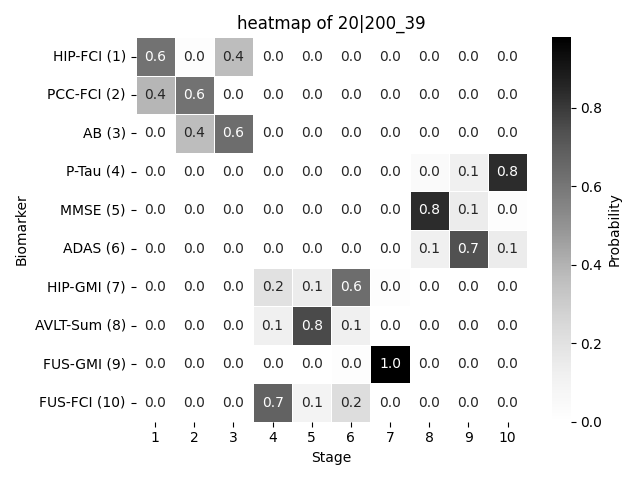 heatmap of 20|200_39
HIP-FCI (1) 0.6 0.0 0.4 0.0 0.0 0.0 0.0 0.0 0.0 0.0
PCC-FCI (2) 0.4 0.6 0.0 0.0 0.0 0.0 0.0 0.0 0.0 0.0
AB (3) 0.0 0.4 0.6 0.0 0.0 0.0 0.0 0.0 0.0 0.0
P-Tau (4) 0.0 0.0 0.0 0.0 0.0 0.0 0.0 0.0 0.1 0.8
MMSE (5) 0.0 0.0 0.0 0.0 0.0 0.0 0.0 0.8 0.1 0.0
ADAS (6) 0.0 0.0 0.0 0.0 0.0 0.0 0.0 0.1 0.7 0.1
HIP-GMI (7) 0.0 0.0 0.0 0.2 0.1 0.6 0.0 0.0 0.0 0.0
AVLT-Sum (8) 0.0 0.0 0.0 0.1 0.8 0.1 0.0 0.0 0.0 0.0
FUS-GMI (9) 0.0 0.0 0.0 0.0 0.0 0.0 1.0 0.0 0.0 0.0
FUS-FCI (10) 0.0 0.0 0.0 0.7 0.1 0.2 0.0 0.0 0.0 0.0
1 2 3 4 5 6 7 8 9 10
Stage
Biomarker
0.8
0.6
0.4
0.2
0.0
Probability